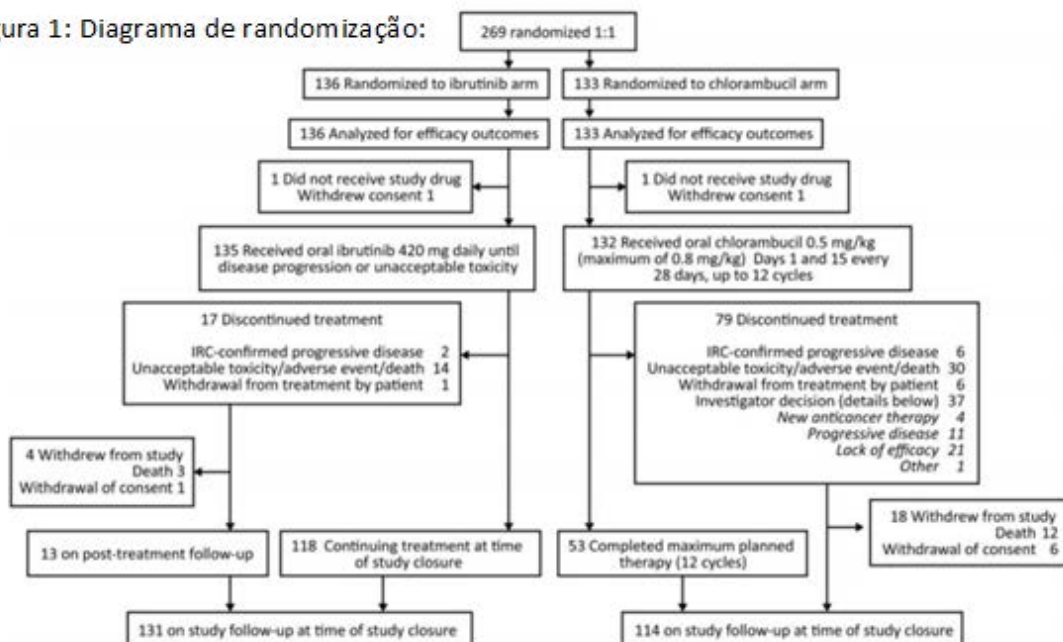 gura 1: Diagrama de randomização:
269 randomized 1:1
136 Randomized to ibrutinib arm
133 Randomized to chlorambucil arm
136 Analyzed for efficacy outcomes
133 Analyzed for efficacy outcomes
1 Did not receive study drug
Withdrew consent 1
1 Did not receive study drug
Withdrew consent 1
135 Received oral ibrutinib 420 mg daily until
disease progression or unacceptable toxicity
132 Received oral chlorambucil 0.5 mg/kg
(maximum of 0.8 mg/kg) Days 1 and 15 every
28 days, up to 12 cycles
17 Discontinued treatment
IRC-confirmed progressive disease 2
Unacceptable toxicity/adverse event/death 14
Withdrawal from treatment by patient 1
79 Discontinued treatment
IRC-confirmed progressive disease 6
Unacceptable toxicity/adverse event/death 30
Withdrawal from treatment by patient 6
Investigator decision (details below) 37
New anticancer therapy 4
Progressive disease 11
Lack of efficacy 21
Other 1
4 Withdrew from study
Death 3
Withdrawal of consent 1
18 Withdrew from study
Death 12
Withdrawal of consent 6
13 on post-treatment follow-up
118 Continuing treatment at time
of study closure
53 Completed maximum planned
therapy (12 cycles)
131 on study follow-up at time of study closure
114 on study follow-up at time of study closure